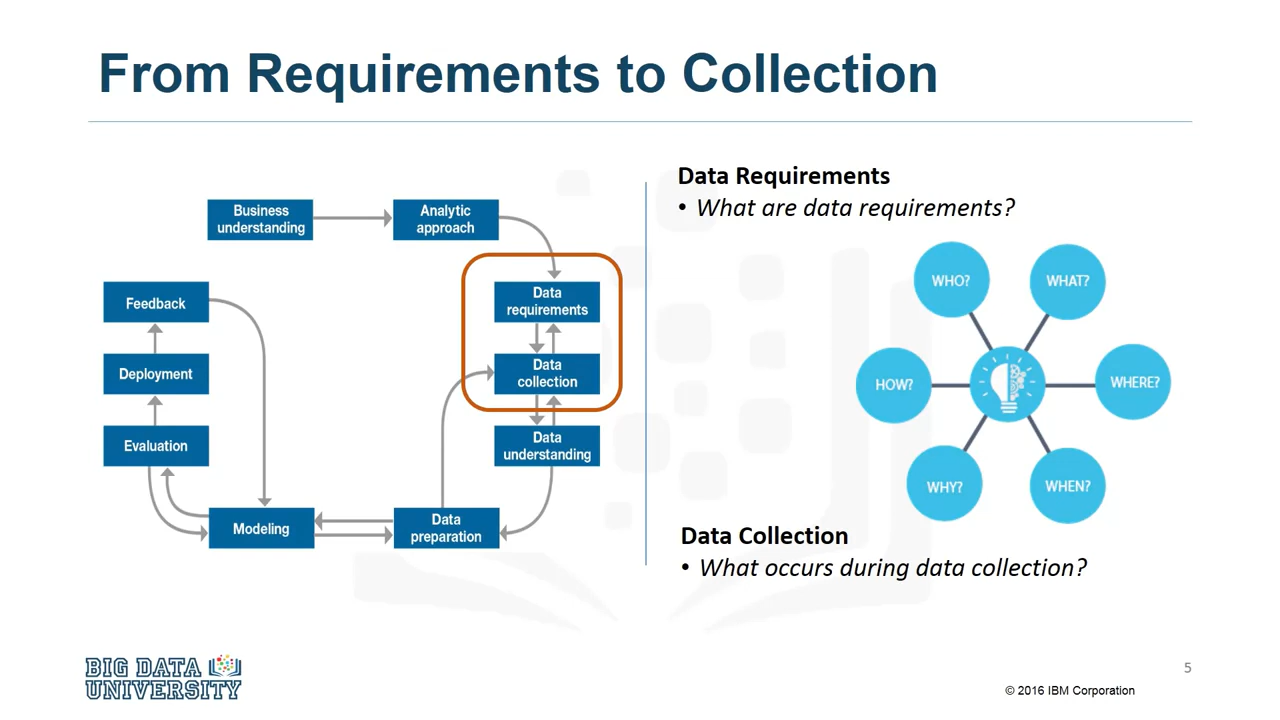 From Requirements to Collection
Business
understanding
Analytic
approach
Data
requirements
Data
collection
Data
understanding
Data
preparation
Modeling
Evaluation
Deployment
Feedback
Data Requirements
• What are data requirements?
WHO?
WHAT?
HOW?
WHERE?
WHY?
WHEN?
Data Collection
• What occurs during data collection?
BIG DATA
UNIVERSITY
5
© 2016 IBM Corporation